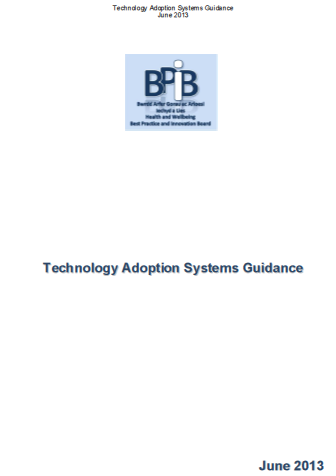 Technology Adoption Systems Guidance
June 2013
BPiB
Bwrdd Arfer Gorau ac Arloesi
Iechyd a Lles
Health and Wellbeing
Best Practice and Innovation Board
Technology Adoption Systems Guidance
June 2013